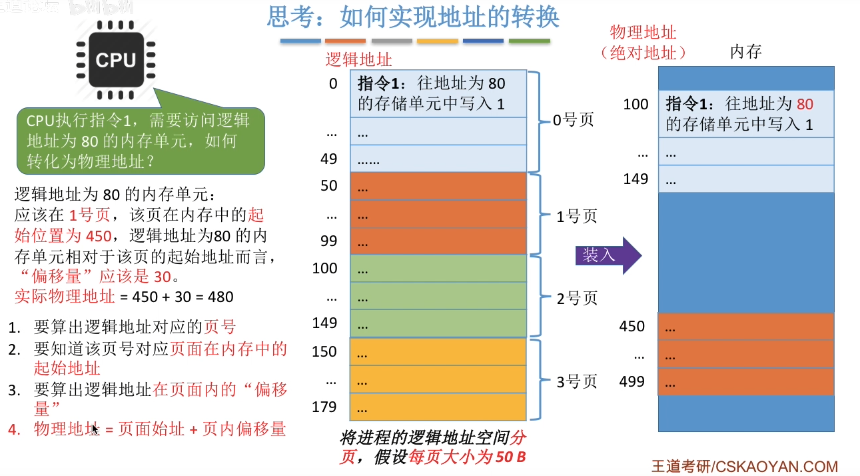 思考：如何实现地址的转换
CPU
CPU执行指令1，需要访问逻辑
地址为 80 的内存单元，如何
转化为物理地址？
逻辑地址为 80 的内存单元：
应该在 1号页，该页在内存中的起
始位置为 450，逻辑地址为80 的内
存单元相对于该页的起始地址而言，
“偏移量”应该是 30。
实际物理地址 = 450 + 30 = 480
1. 要算出逻辑地址对应的页号
2. 要知道该页号对应页面在内存中的
起始地址
3. 要算出逻辑地址在页面内的“偏移
量”
4. 物理地址 = 页面始址 + 页内偏移量
逻辑地址
0 指令1：往地址为 80
的存储单元中写入 1
... ...
49 ......
0号页
50 ...
... ...
99 ...
1号页
100 ...
... ...
149 ...
2号页
150 ...
... ...
179 ...
3号页
将进程的逻辑地址空间分
页，假设每页大小为 50 B
装入
物理地址
（绝对地址）
内存
100 指令1：往地址为 80
的存储单元中写入 1
... ...
149 ...
450 ...
... ...
499 ...
王道考研/CSKAOYAN.COM